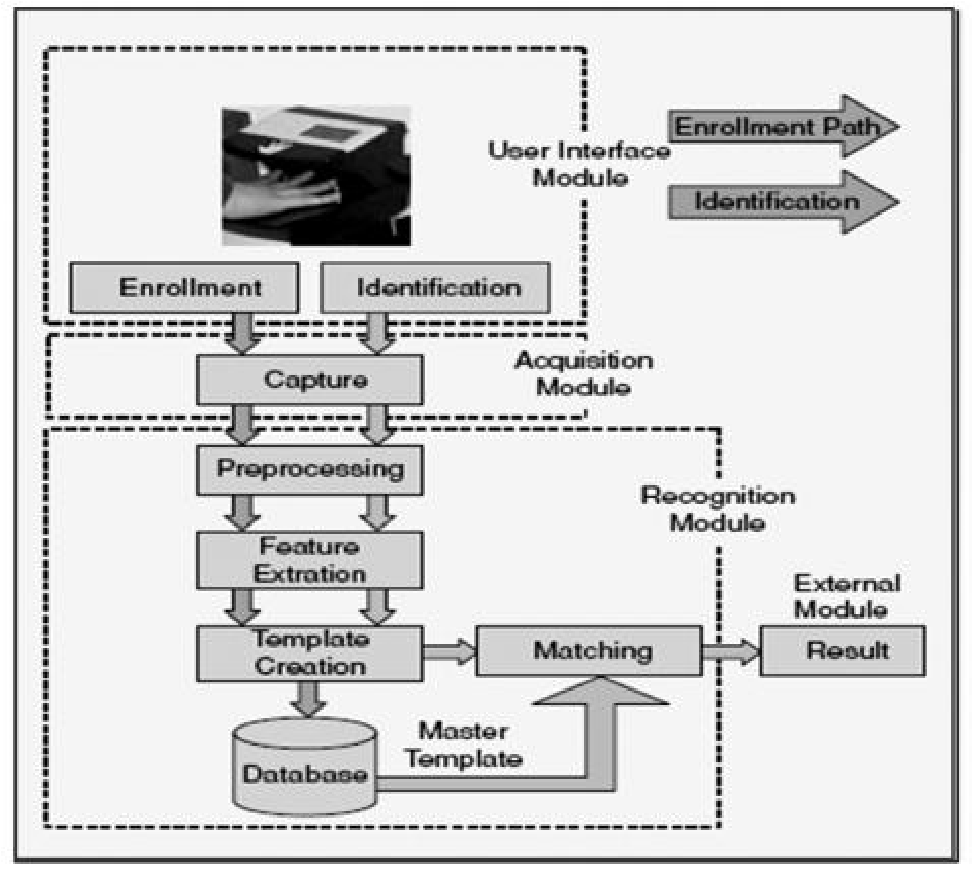 Enrollment Path
User Interface
Module
Identification
Enrollment
Identification
Acquisition
Module
Capture
Preprocessing
Recognition
Module
Feature
Extration
External
Module
Template
Creation
Matching
Result
Master
Template
Database